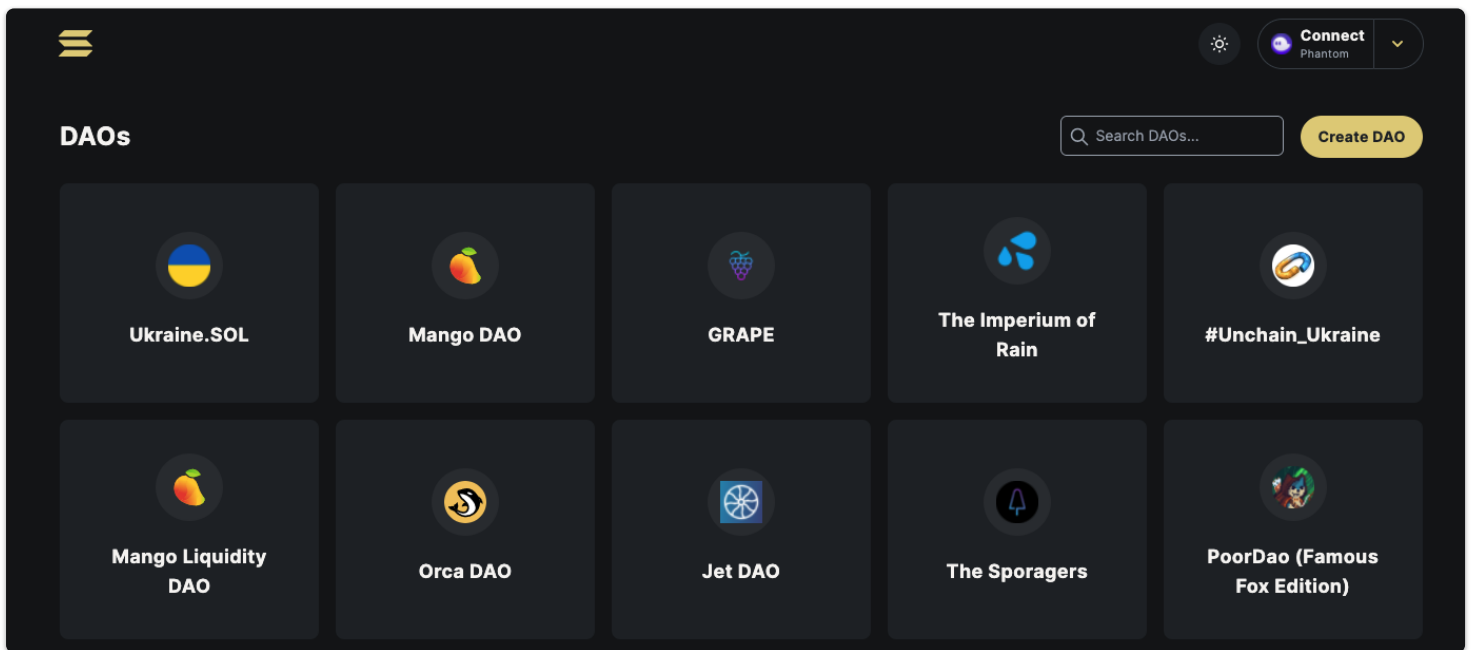 Connect
Phantom
DAOs
Search DAOs...
Create DAO
Ukraine.SOL
Mango DAO
GRAPE
The Imperium of
Rain
#Unchain_Ukraine
Mango Liquidity
DAO
Orca DAO
Jet DAO
The Sporagers
PoorDao (Famous
Fox Edition)